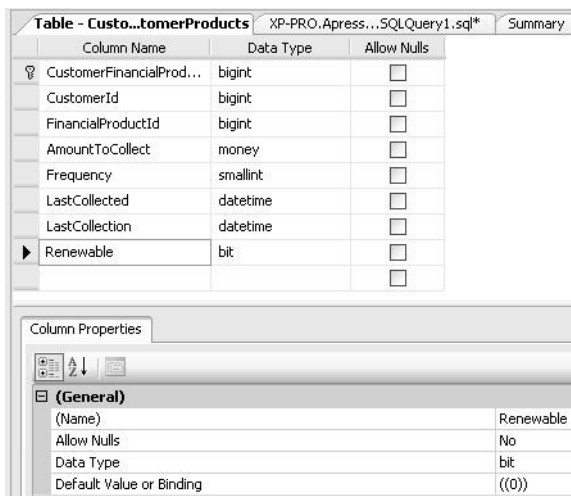 Table - Custo...tomerProducts XP-PRO.Apress...SQLQuery1.sql* Summary
Column Name Data Type Allow Nulls
CustomerFinancialProd... bigint
CustomerId bigint
FinancialProductId bigint
AmountToCollect money
Frequency smallint
LastCollected datetime
LastCollection datetime
Renewable bit
Column Properties
(General)
(Name) Renewable
Allow Nulls No
Data Type bit
Default Value or Binding ((0))